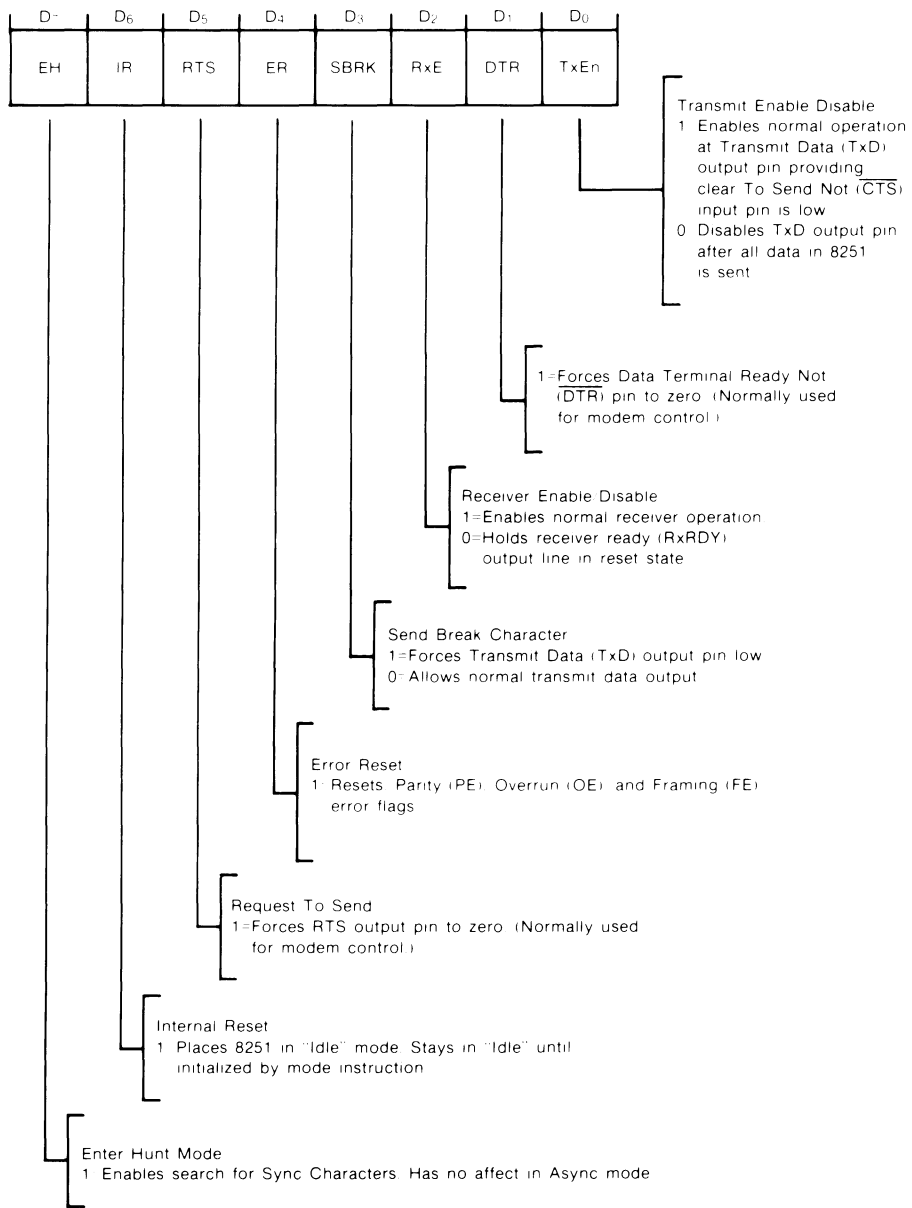 D7 D6 D5 D4 D3 D2 D1 D0
EH IR RTS ER SBRK RxE DTR TxEn
Transmit Enable Disable
1 Enables normal operation
at Transmit Data (TxD)
output pin providing
clear To Send Not (CTS)
input pin is low
0 Disables TxD output pin
after all data in 8251
is sent
1=Forces Data Terminal Ready Not
(DTR) pin to zero (Normally used
for modem control)
Receiver Enable Disable
1=Enables normal receiver operation
0=Holds receiver ready (RxRDY)
output line in reset state
Send Break Character
1=Forces Transmit Data (TxD) output pin low
0=Allows normal transmit data output
Error Reset
1 Resets Parity (PE), Overrun (OE) and Framing (FE)
error flags
Request To Send
1=Forces RTS output pin to zero (Normally used
for modem control)
Internal Reset
1 Places 8251 in "Idle" mode. Stays in "Idle" until
initialized by mode instruction
Enter Hunt Mode
1 Enables search for Sync Characters. Has no affect in Async mode